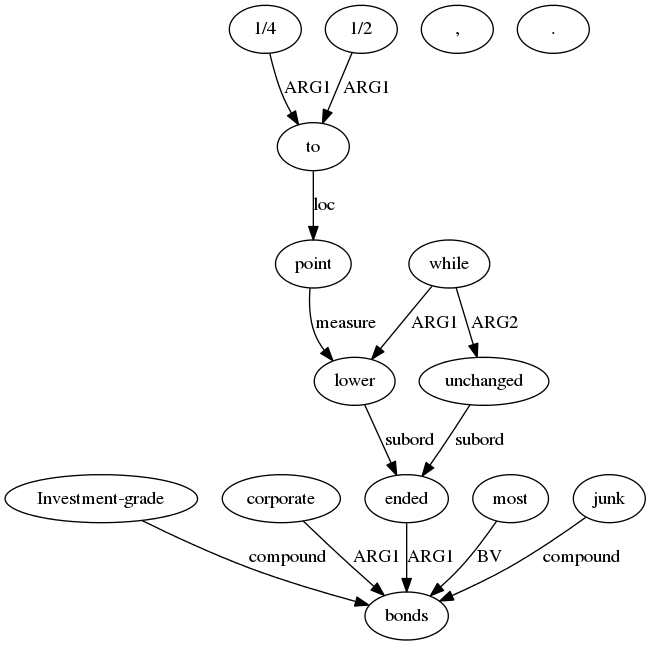 1/4 1/2 , .
ARG1 ARG1
to
loc
point while
measure ARG1 ARG2
lower unchanged
subord subord
Investment-grade corporate ended most junk
compound ARG1 ARG1 BV compound
bonds